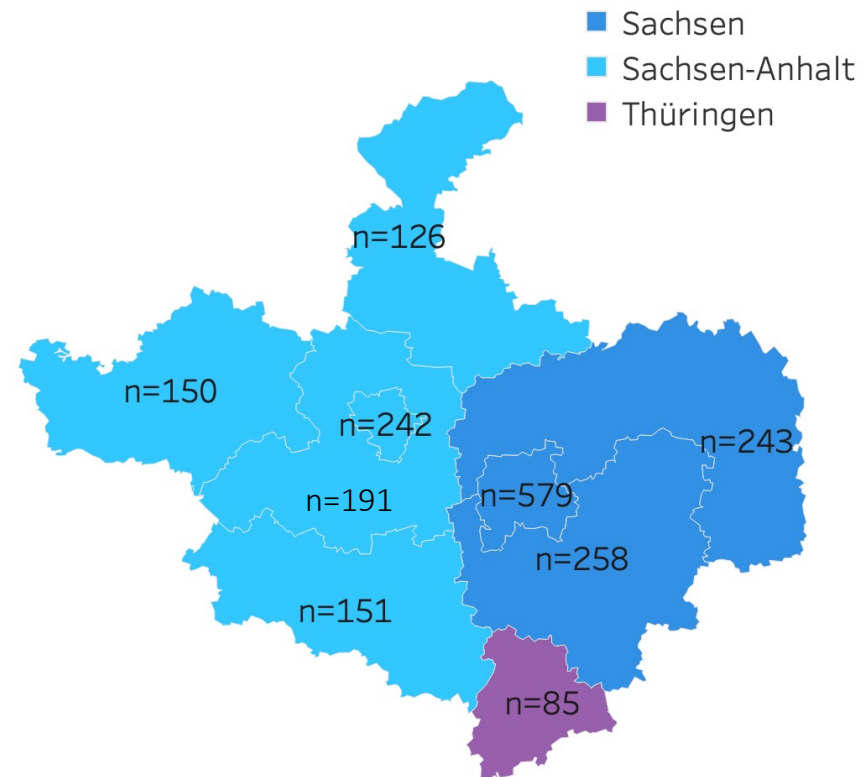 Sachsen
Sachsen-Anhalt
Thüringen
n=126
n=150
n=242
n=243
n=191
n=579
n=258
n=151
n=85